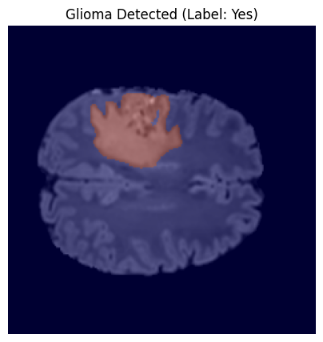 Glioma Detected (Label: Yes)